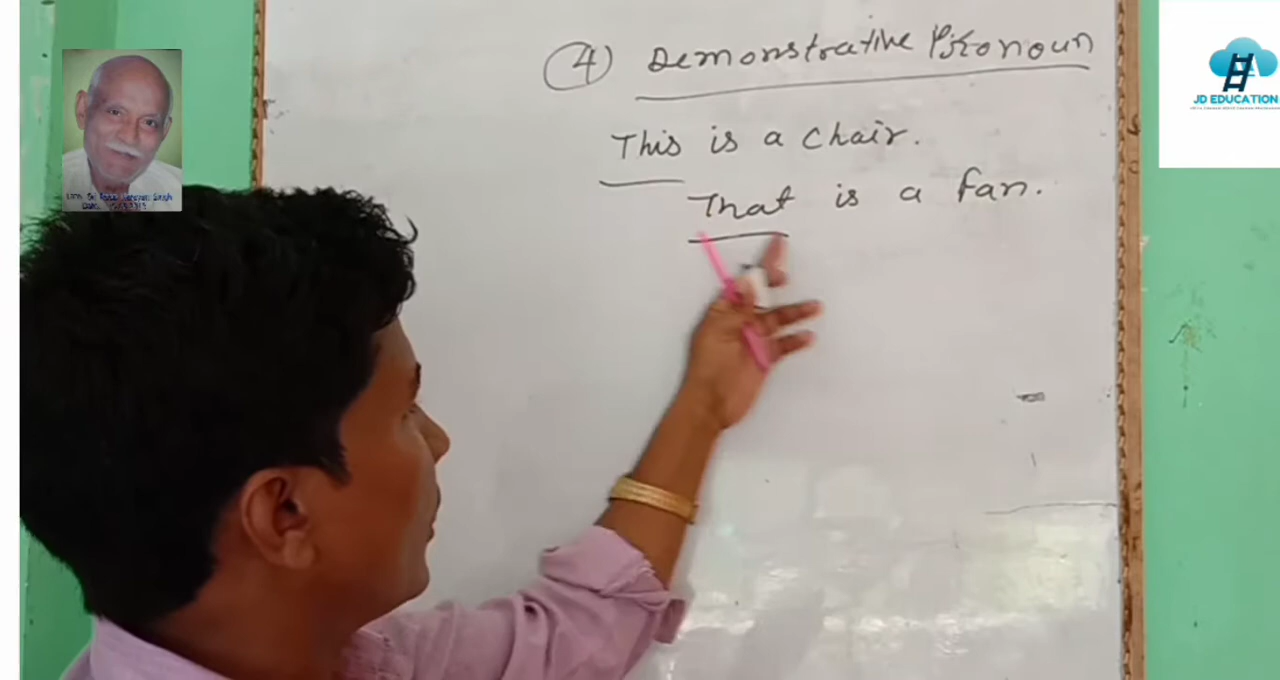 ④ Demonstrative Pronoun
This is a chair.
That is a fan.
JD EDUCATION